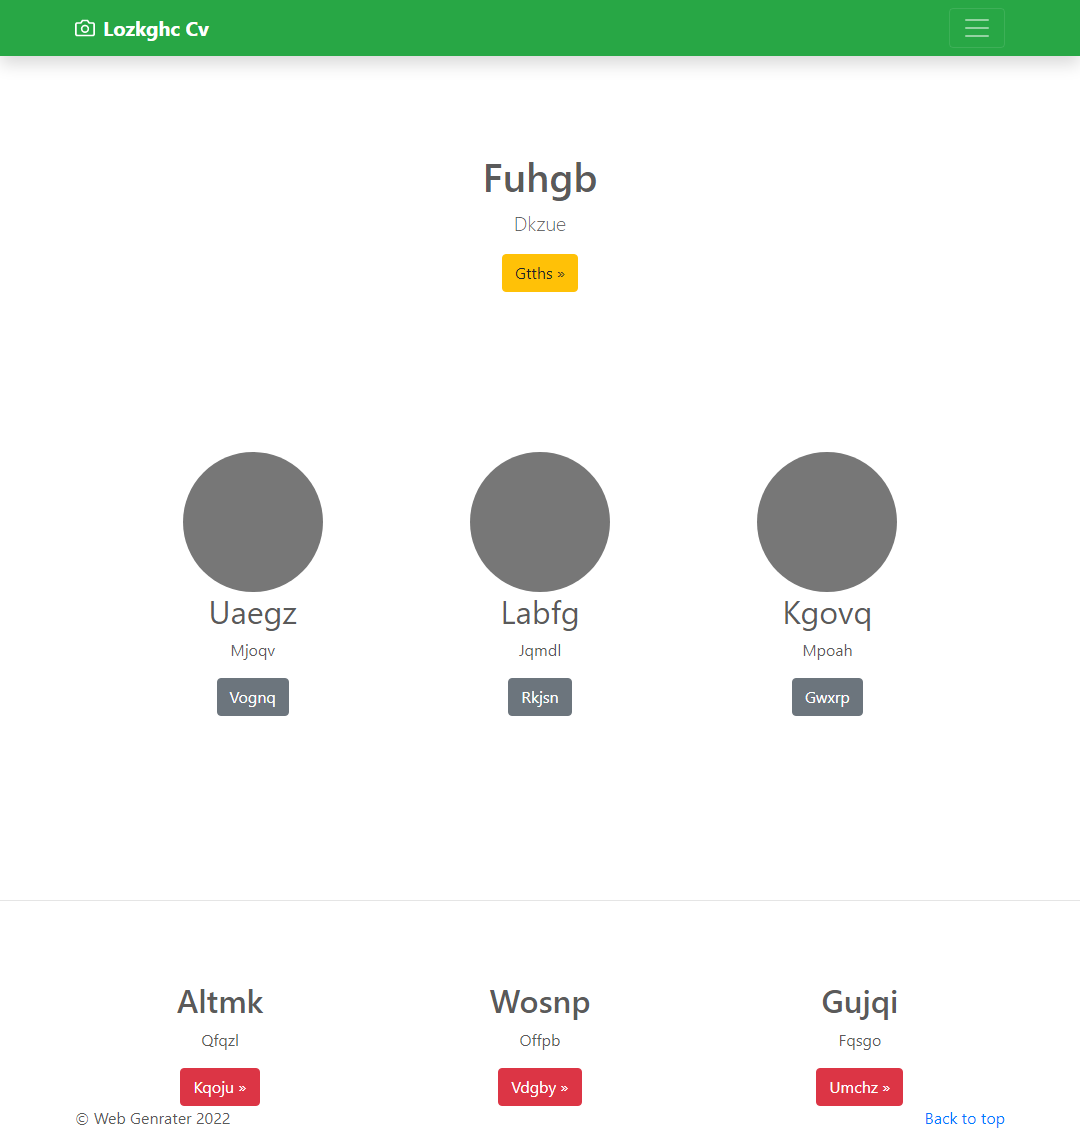 Lozkghc Cv
Fuhgb
Dkzue
Gtths »
Uaegz
Mjoqv
Vognq
Labfg
Jqmdl
Rkjsn
Kgovq
Mpoah
Gwxrp
Altmk
Qfqzl
Kqoju »
Wosnp
Offpb
Vdgby »
Gujqi
Fqsgo
Umchz »
© Web Genrater 2022
Back to top